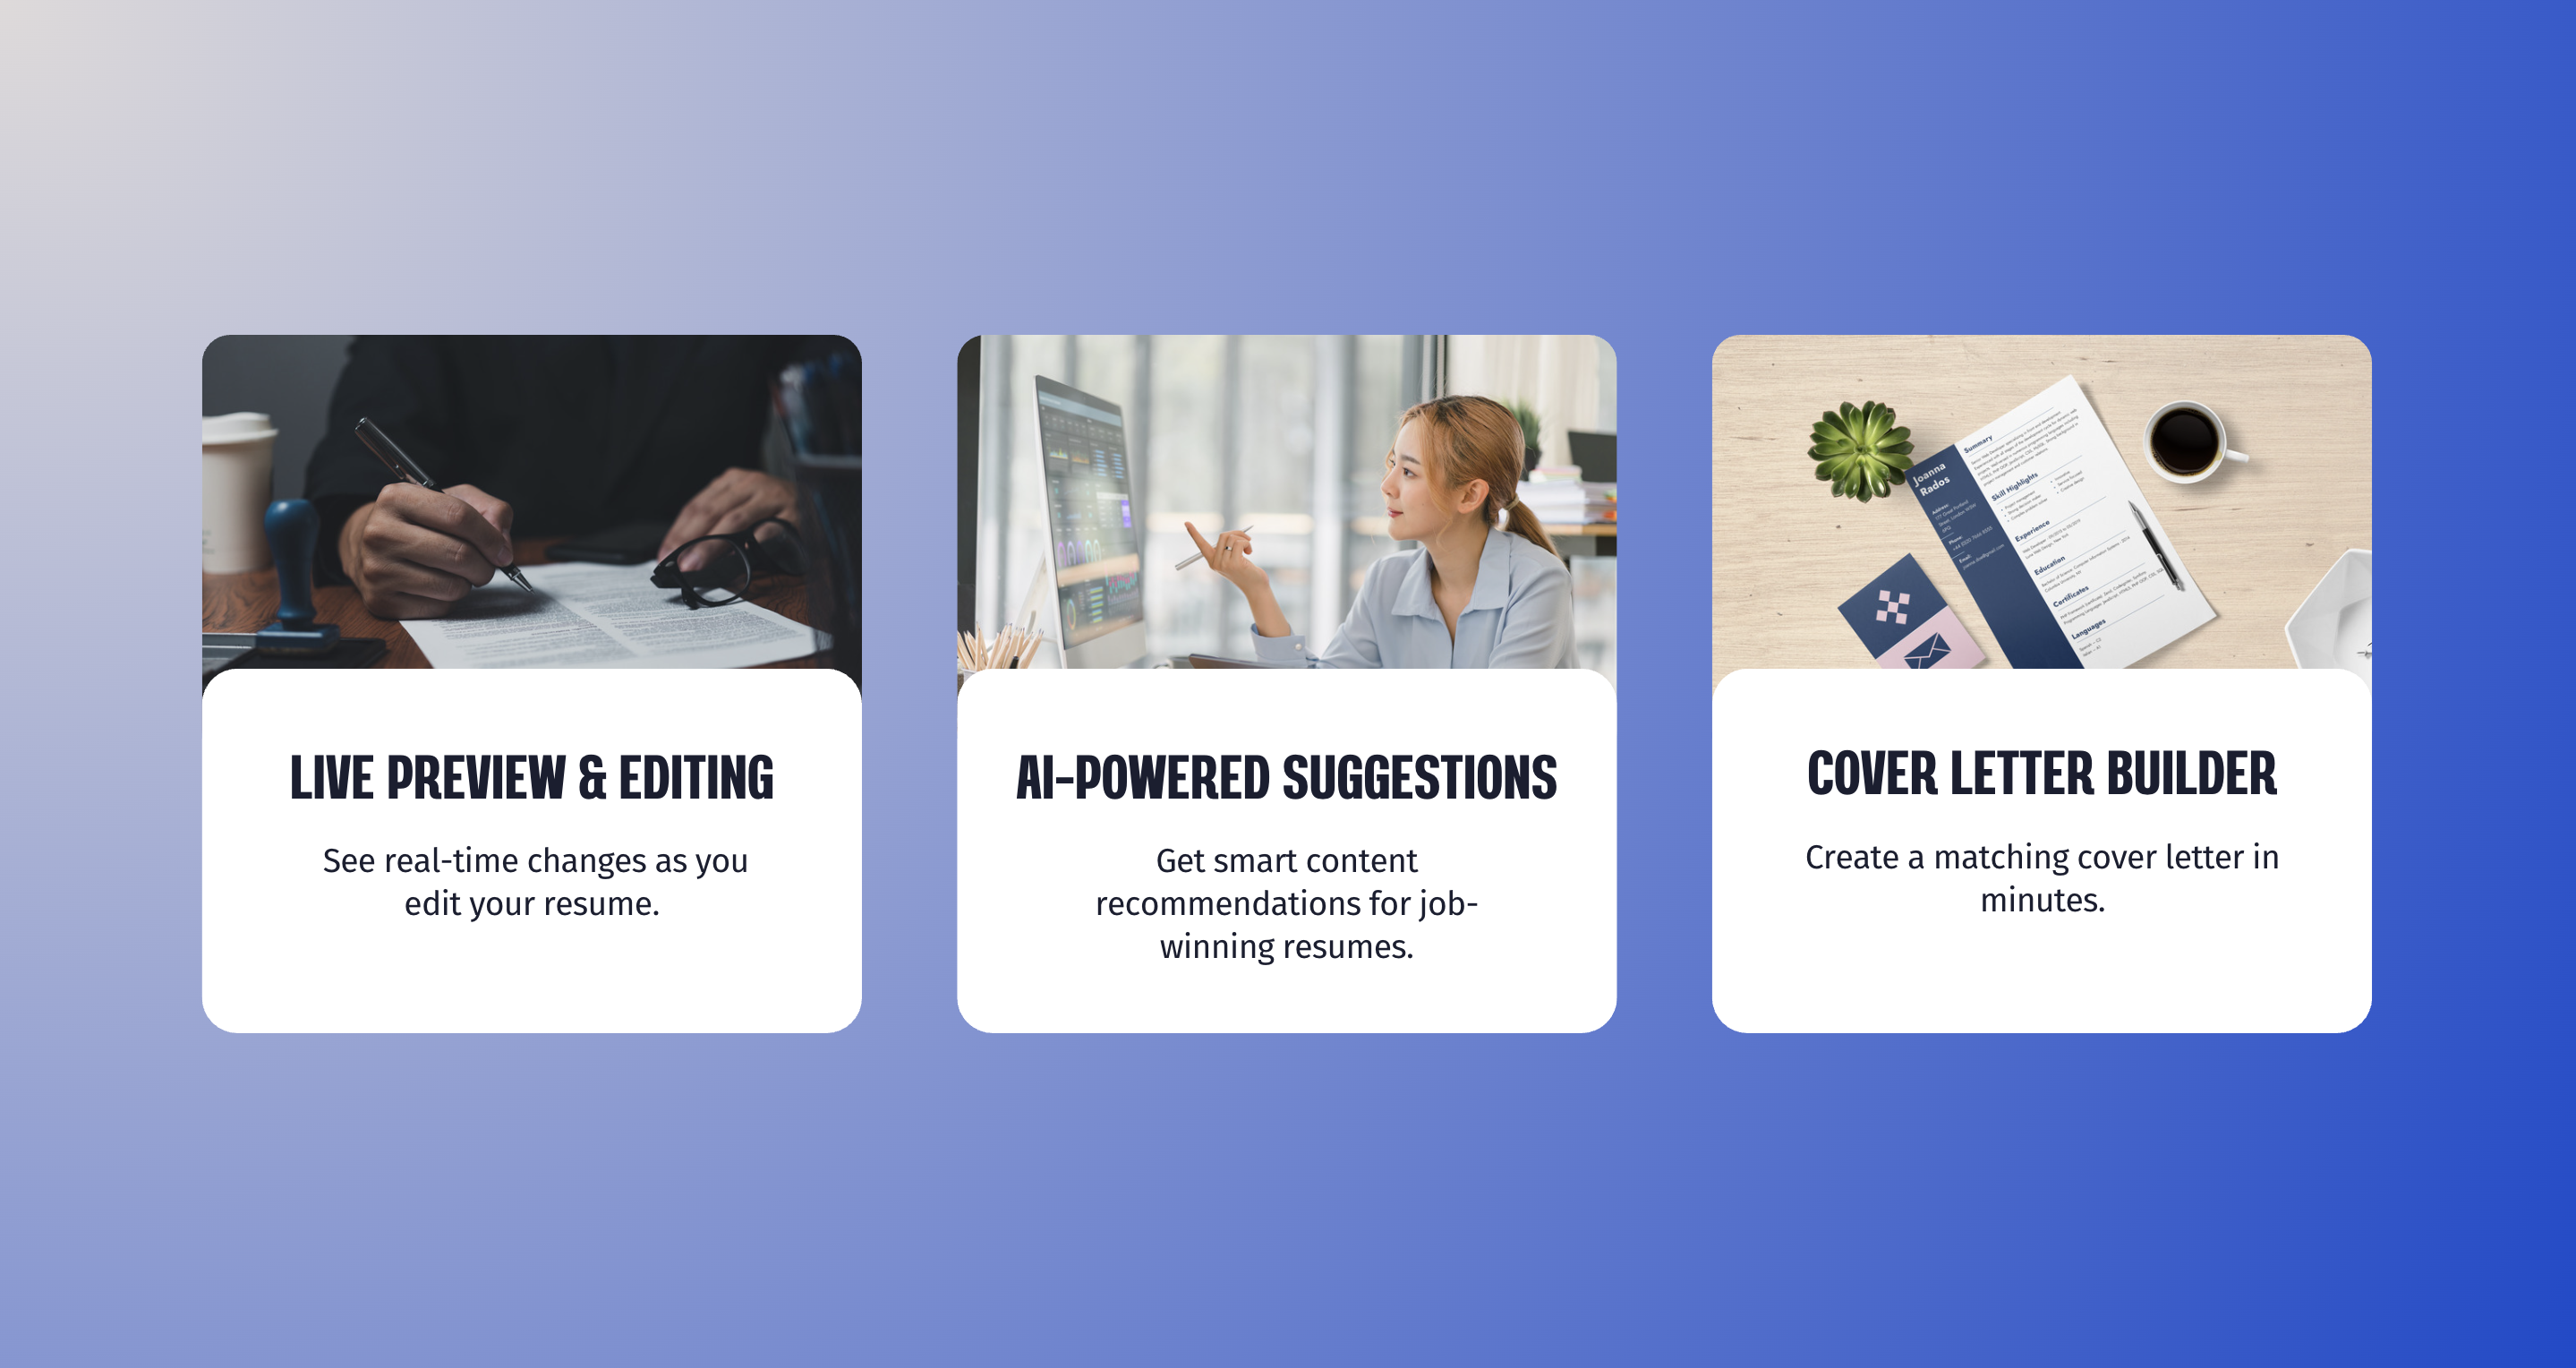 LIVE PREVIEW & EDITING
See real-time changes as you
edit your resume.
AI-POWERED SUGGESTIONS
Get smart content
recommendations for job-
winning resumes.
Joanna
Rados
Summary
Skill Highlights
Experience
Education
Certificates
Languages
COVER LETTER BUILDER
Create a matching cover letter in
minutes.